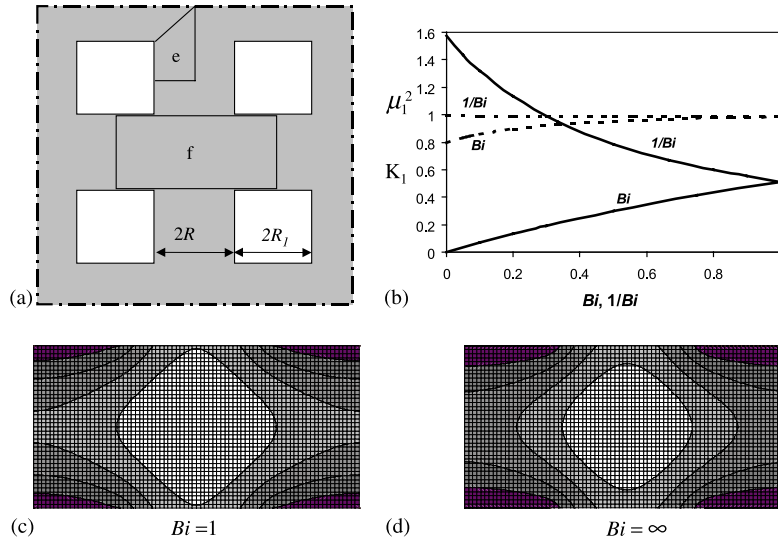 (a)
e
f
2R
2R₁
1.6
1.4
1.2
1
0.8
0.6
0.4
0.2
0
μ₁²
K₁
1/Bi
Bi
1/Bi
Bi
0 0.2 0.4 0.6 0.8
Bi, 1/Bi
(b)
(c)
Bi =1
(d)
Bi = ∞